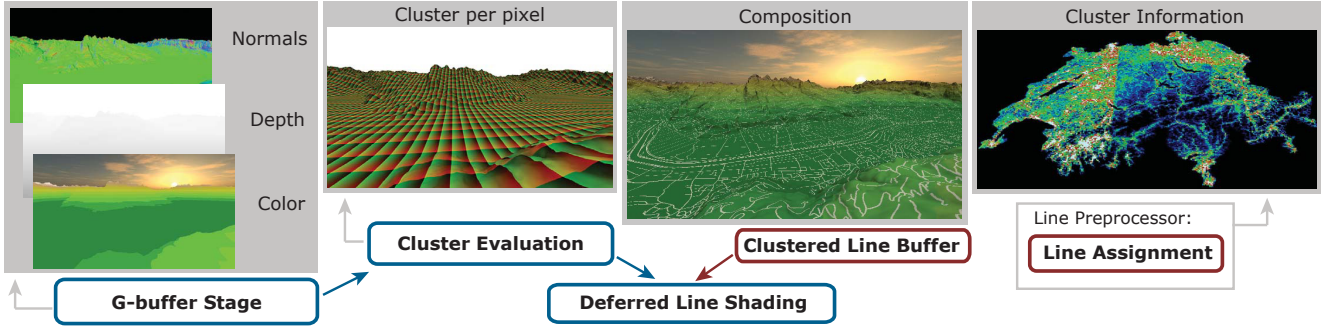 Normals
Depth
Color
Cluster per pixel
Composition
Cluster Information
G-buffer Stage
Cluster Evaluation
Clustered Line Buffer
Deferred Line Shading
Line Preprocessor:
Line Assignment